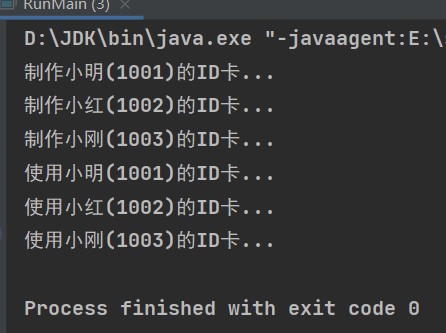 RunMain (3) ×
D:\JDK\bin\java.exe "-javaagent:E:\
制作小明(1001)的ID卡...
制作小红(1002)的ID卡...
制作小刚(1003)的ID卡...
使用小明(1001)的ID卡...
使用小红(1002)的ID卡...
使用小刚(1003)的ID卡...
Process finished with exit code 0